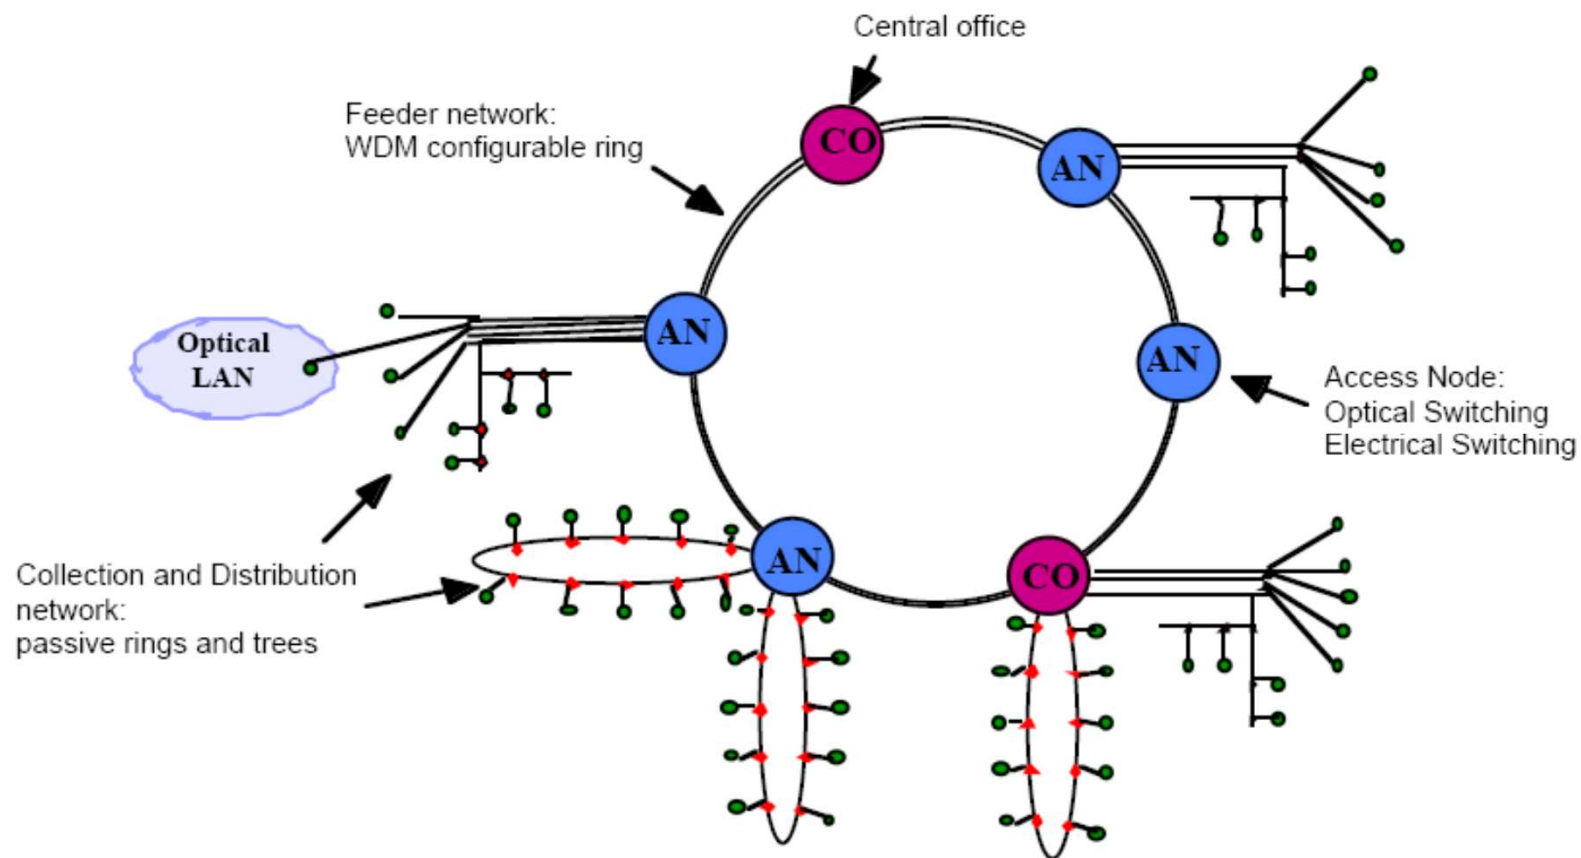 Central office
Feeder network:
WDM configurable ring
CO
AN
AN
AN
Optical
LAN
Access Node:
Optical Switching
Electrical Switching
AN
CO
Collection and Distribution
network:
passive rings and trees